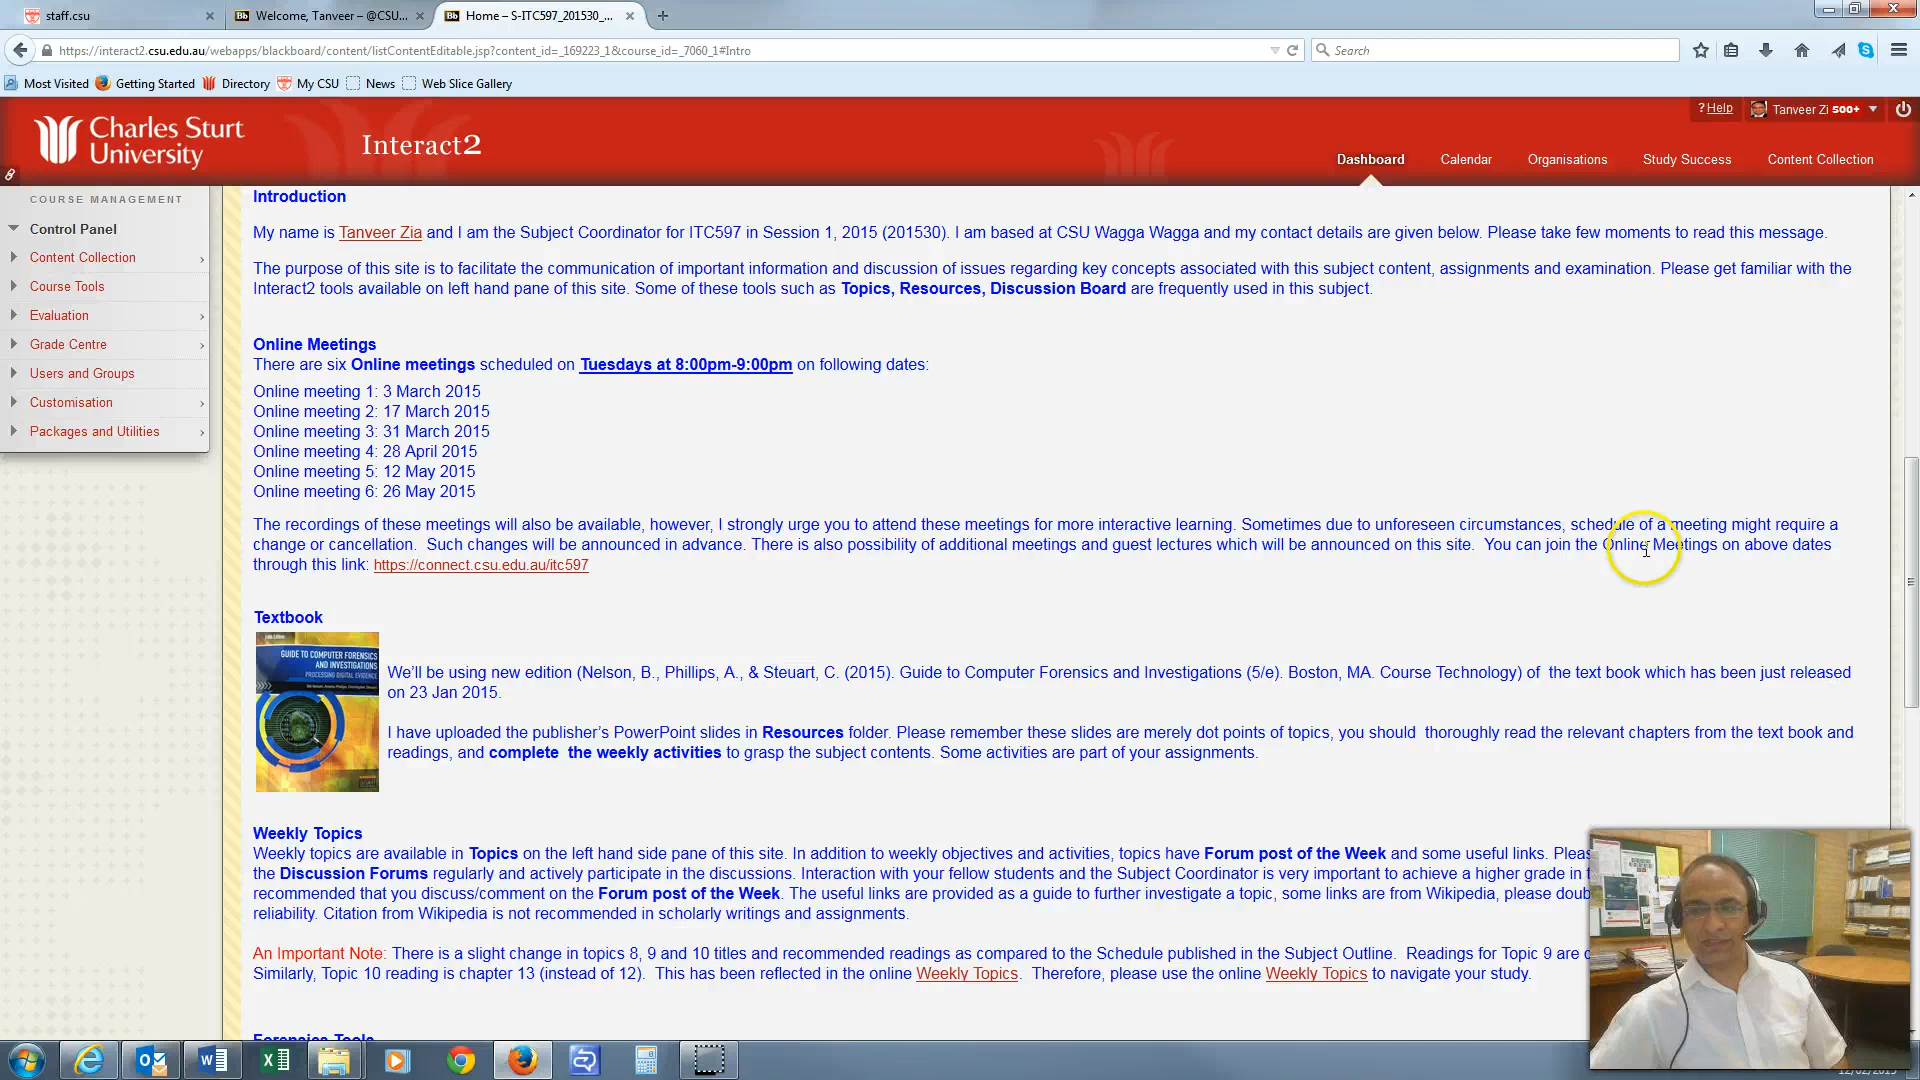 staff.csu
Welcome, Tanveer – @CSU...
Home – S-ITC597_201530_...
https://interact2.csu.edu.au/webapps/blackboard/content/listContentEditable.jsp?content_id=_169223_1&course_id=_7060_1#Intro
Search
Most Visited
Getting Started
Directory
My CSU
News
Web Slice Gallery
? Help
Tanveer Zi 500+
Charles Sturt
University
Interact2
Dashboard
Calendar
Organisations
Study Success
Content Collection
COURSE MANAGEMENT
Control Panel
Content Collection
Course Tools
Evaluation
Grade Centre
Users and Groups
Customisation
Packages and Utilities
Introduction
My name is Tanveer Zia and I am the Subject Coordinator for ITC597 in Session 1, 2015 (201530). I am based at CSU Wagga Wagga and my contact details are given below. Please take few moments to read this message.
The purpose of this site is to facilitate the communication of important information and discussion of issues regarding key concepts associated with this subject content, assignments and examination. Please get familiar with the
Interact2 tools available on left hand pane of this site. Some of these tools such as Topics, Resources, Discussion Board are frequently used in this subject.
Online Meetings
There are six Online meetings scheduled on Tuesdays at 8:00pm-9:00pm on following dates:
Online meeting 1: 3 March 2015
Online meeting 2: 17 March 2015
Online meeting 3: 31 March 2015
Online meeting 4: 28 April 2015
Online meeting 5: 12 May 2015
Online meeting 6: 26 May 2015
The recordings of these meetings will also be available, however, I strongly urge you to attend these meetings for more interactive learning. Sometimes due to unforeseen circumstances, schedule of a meeting might require a
change or cancellation. Such changes will be announced in advance. There is also possibility of additional meetings and guest lectures which will be announced on this site. You can join the Online Meetings on above dates
through this link: https://connect.csu.edu.au/itc597
Textbook
GUIDE TO COMPUTER FORENSICS
AND INVESTIGATIONS
PROCESSING DIGITAL EVIDENCE
We'll be using new edition (Nelson, B., Phillips, A., & Steuart, C. (2015). Guide to Computer Forensics and Investigations (5/e). Boston, MA. Course Technology) of the text book which has been just released
on 23 Jan 2015.
I have uploaded the publisher's PowerPoint slides in Resources folder. Please remember these slides are merely dot points of topics, you should thoroughly read the relevant chapters from the text book and
readings, and complete the weekly activities to grasp the subject contents. Some activities are part of your assignments.
Weekly Topics
Weekly topics are available in Topics on the left hand side pane of this site. In addition to weekly objectives and activities, topics have Forum post of the Week and some useful links. Pleas
the Discussion Forums regularly and actively participate in the discussions. Interaction with your fellow students and the Subject Coordinator is very important to achieve a higher grade in t
recommended that you discuss/comment on the Forum post of the Week. The useful links are provided as a guide to further investigate a topic, some links are from Wikipedia, please doub
reliability. Citation from Wikipedia is not recommended in scholarly writings and assignments.
An Important Note: There is a slight change in topics 8, 9 and 10 titles and recommended readings as compared to the Schedule published in the Subject Outline. Readings for Topic 9 are c
Similarly, Topic 10 reading is chapter 13 (instead of 12). This has been reflected in the online Weekly Topics. Therefore, please use the online Weekly Topics to navigate your study.
Forensics Tools